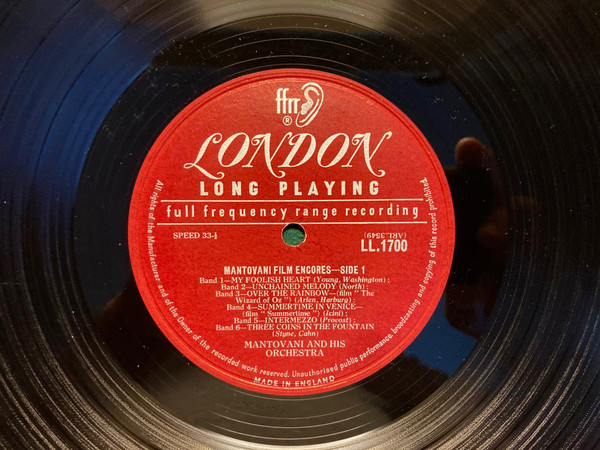 ffrr
®
LONDON
LONG PLAYING
full frequency range recording
SPEED 33⅓
(ARL.3549)
LL.1700
MANTOVANI FILM ENCORES—SIDE 1
Band 1—MY FOOLISH HEART (Young, Washington) ;
Band 2—UNCHAINED MELODY (North) ;
Band 3—OVER THE RAINBOW—(film " The
Wizard of Oz ") (Arlen, Harburg) ;
Band 4—SUMMERTIME IN VENICE—
(film " Summertime ") (Icini) ;
Band 5—INTERMEZZO (Provost) ;
Band 6—THREE COINS IN THE FOUNTAIN
(Styne, Cahn)
MANTOVANI AND HIS
ORCHESTRA
All rights of the Manufacturer and of the Owner of the recorded work reserved. Unauthorised public performance broadcasting and copying of this record prohibited
MADE IN ENGLAND